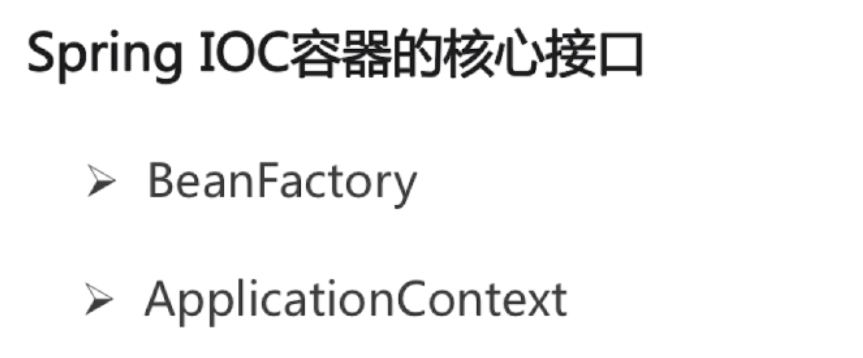 Spring IOC容器的核心接口
➢ BeanFactory
➢ ApplicationContext